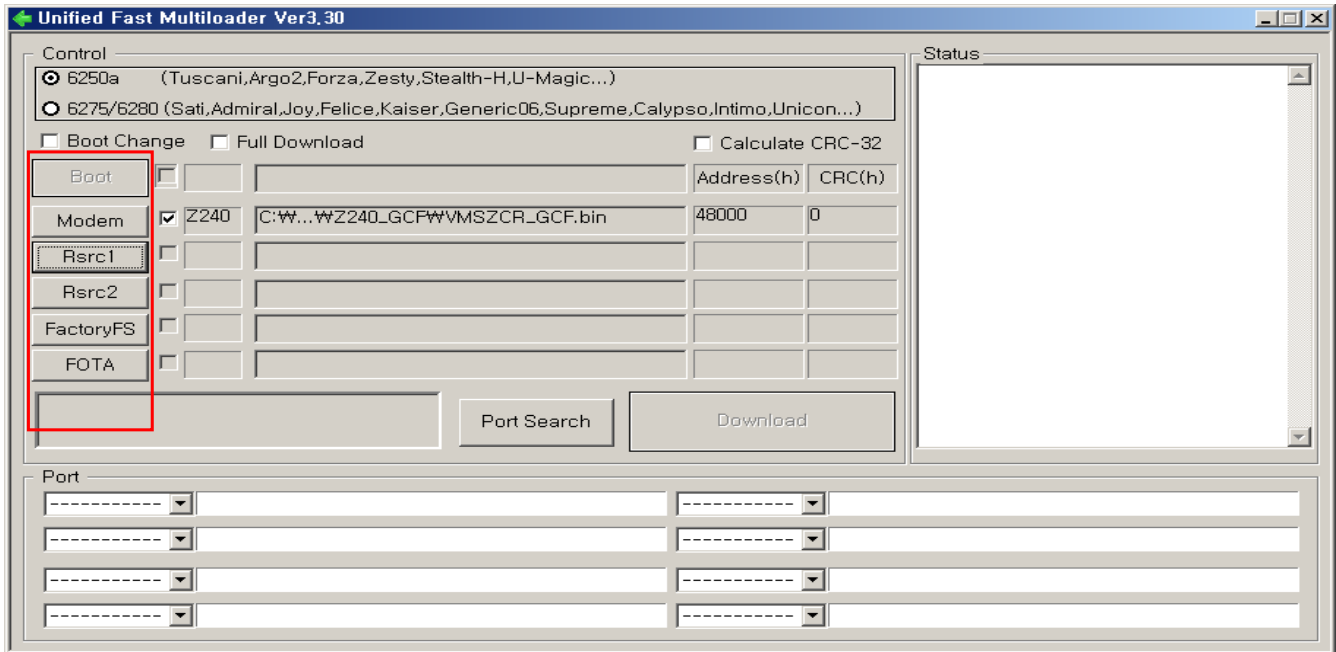 Unified Fast Multiloader Ver3.30
Control
6250a (Tuscani,Argo2,Forza,Zesty,Stealth-H,U-Magic...)
6275/6280 (Sati,Admiral,Joy,Felice,Kaiser,Generic06,Supreme,Calypso,Intimo,Unicon...)
Boot Change Full Download Calculate CRC-32
Boot Address(h) CRC(h)
Modem Z240 C:₩...₩Z240_GCF₩VMSZCR_GCF.bin 48000 0
Rsrc1
Rsrc2
FactoryFS
FOTA
Port Search Download
Status
Port
----------- -----------
----------- -----------
----------- -----------
----------- -----------